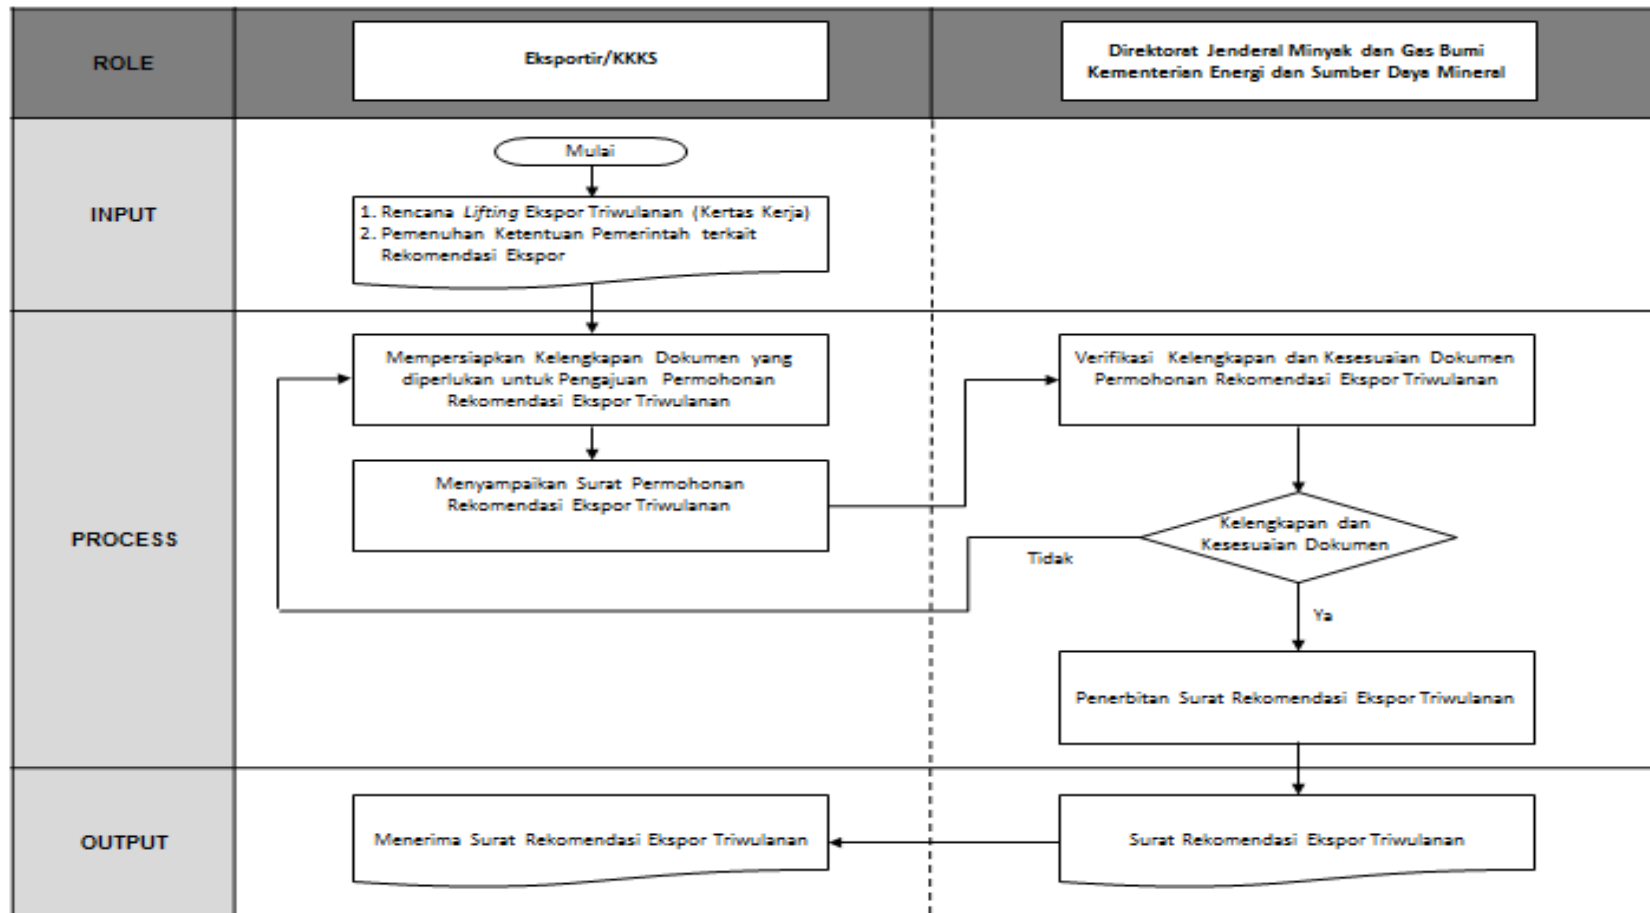 ROLE
Eksportir/KKKS
Direktorat Jenderal Minyak dan Gas Bumi
Kementerian Energi dan Sumber Daya Mineral
INPUT
Mulai
1. Rencana Lifting Ekspor Triwulanan (Kertas Kerja)
2. Pemenuhan Ketentuan Pemerintah terkait
Rekomendasi Ekspor
PROCESS
Mempersiapkan Kelengkapan Dokumen yang
diperlukan untuk Pengajuan Permohonan
Rekomendasi Ekspor Triwulanan
Menyampaikan Surat Permohonan
Rekomendasi Ekspor Triwulanan
Verifikasi Kelengkapan dan Kesesuaian Dokumen
Permohonan Rekomendasi Ekspor Triwulanan
Kelengkapan dan
Kesesuaian Dokumen
Tidak
Ya
Penerbitan Surat Rekomendasi Ekspor Triwulanan
OUTPUT
Menerima Surat Rekomendasi Ekspor Triwulanan
Surat Rekomendasi Ekspor Triwulanan